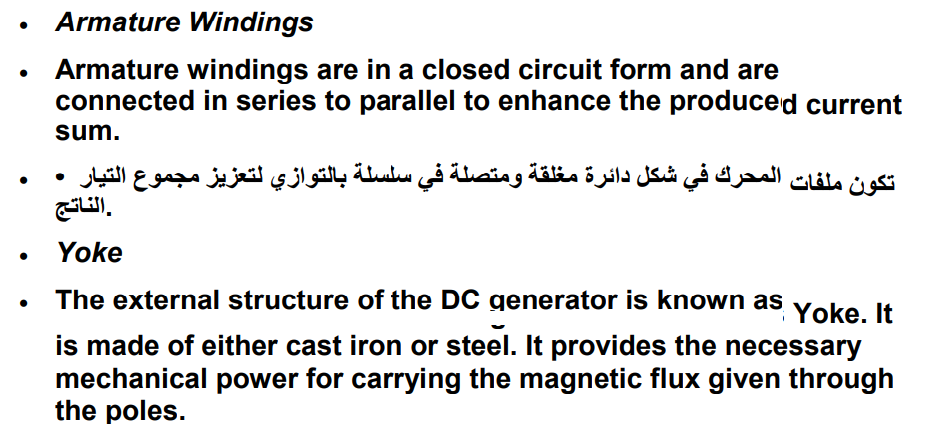 • Armature Windings
• Armature windings are in a closed circuit form and are
connected in series to parallel to enhance the produced current
sum.
• تكون ملفات المحرك في شكل دائرة مغلقة ومتصلة في سلسلة بالتوازي لتعزيز مجموع التيار •
الناتج.
• Yoke
• The external structure of the DC generator is known as Yoke. It
is made of either cast iron or steel. It provides the necessary
mechanical power for carrying the magnetic flux given through
the poles.